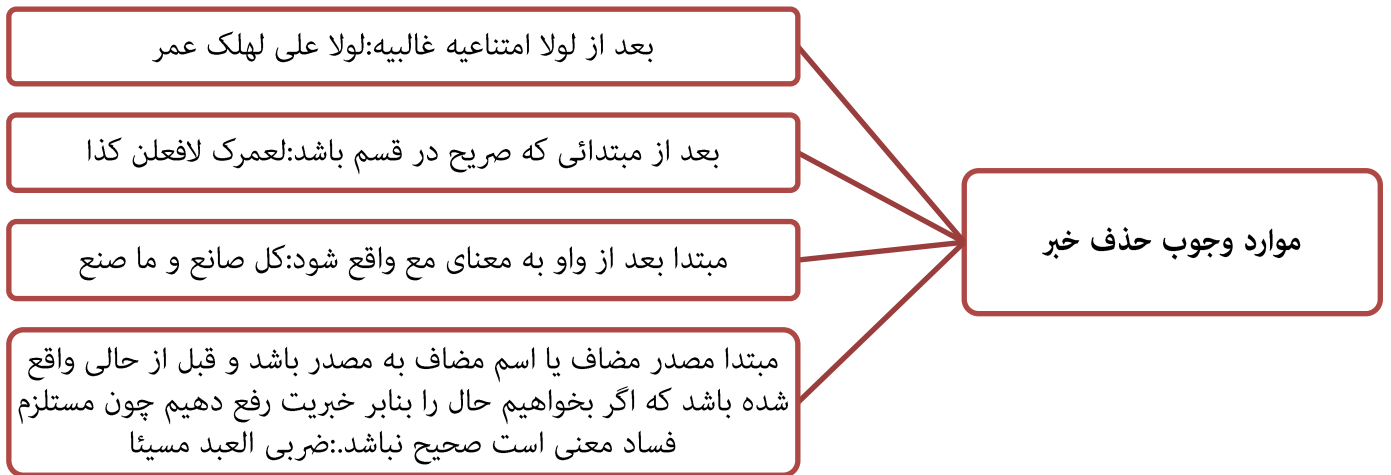 موارد وجوب حذف خبر
بعد از لولا امتناعیه غالبیه:لولا علی لهلک عمر
بعد از مبتدائی که صریح در قسم باشد:لعمرک لافعلن کذا
مبتدا بعد از واو به معنای مع واقع شود:کل صانع و ما صنع
مبتدا مصدر مضاف یا اسم مضاف به مصدر باشد و قبل از حالی واقع
شده باشد که اگر بخواهیم حال را بنابر خبریت رفع دهیم چون مستلزم
فساد معنی است صحیح نباشد.:ضربی العبد مسیئا